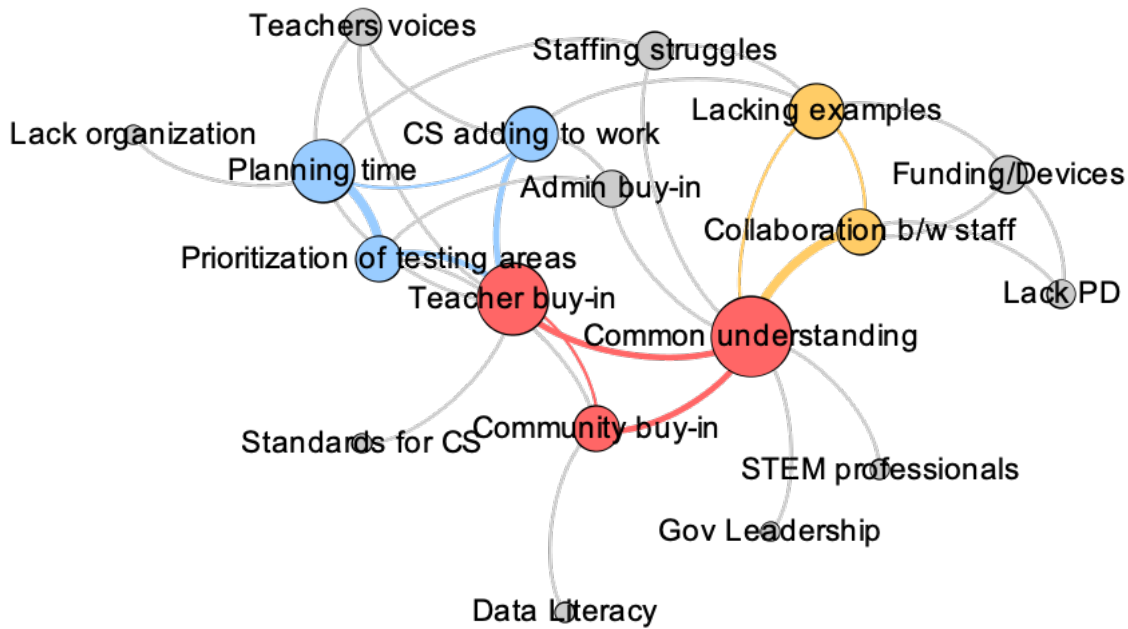 Teachers voices
Staffing struggles
Lacking examples
Lack organization
CS adding to work
Planning time
Admin buy-in
Funding/Devices
Collaboration b/w staff
Prioritization of testing areas
Teacher buy-in
Lack PD
Common understanding
Standards for CS
Community buy-in
STEM professionals
Gov Leadership
Data Literacy